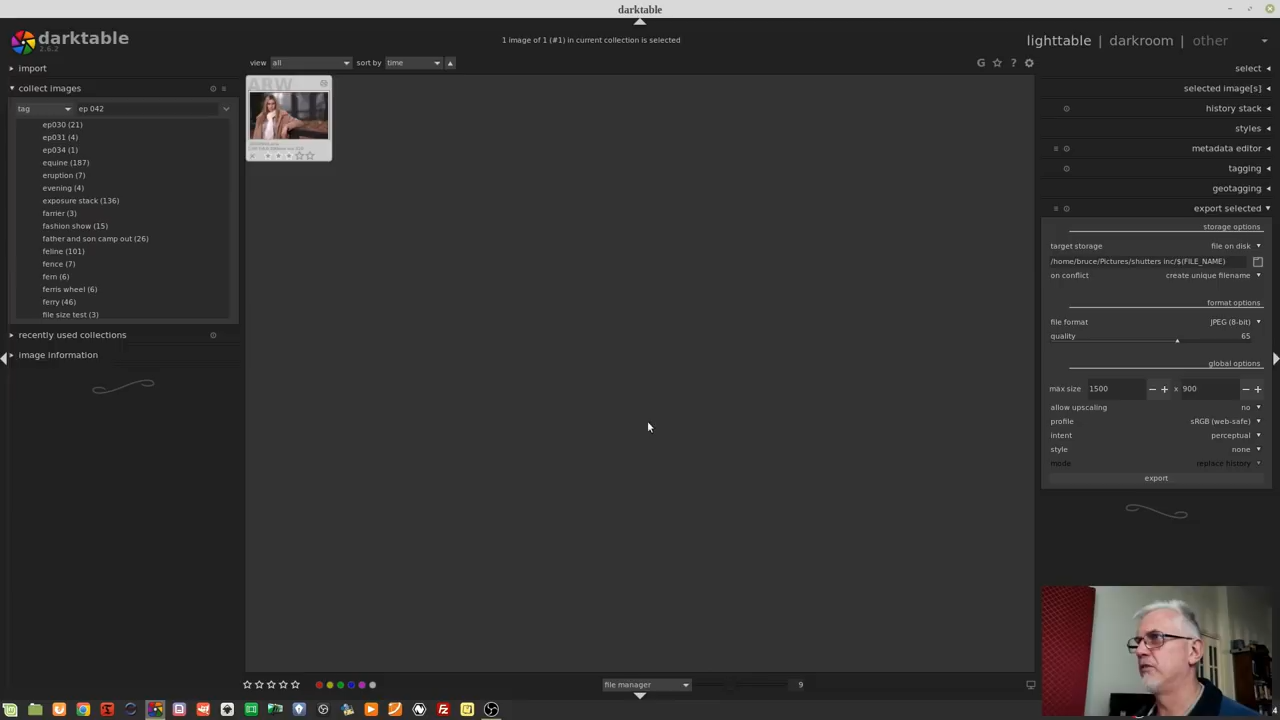 darktable
darktable
2.6.2
1 image of 1 (#1) in current collection is selected
lighttable | darkroom | other
import
collect images
tag
ep 042
ep030 (21)
ep031 (4)
ep034 (1)
equine (187)
eruption (7)
evening (4)
exposure stack (136)
farrier (3)
fashion show (15)
father and son camp out (26)
feline (101)
fence (7)
fern (6)
ferris wheel (6)
ferry (46)
file size test (3)
recently used collections
image information
view all
sort by time
G ?
ARW
file manager
9
select
selected image[s]
history stack
styles
metadata editor
tagging
geotagging
export selected
storage options
target storage file on disk
/home/bruce/Pictures/shutters inc/$(FILE_NAME)
on conflict create unique filename
format options
file format JPEG (8-bit)
quality 65
global options
max size 1500 x 900
allow upscaling no
profile sRGB (web-safe)
intent perceptual
style none
mode replace history
export